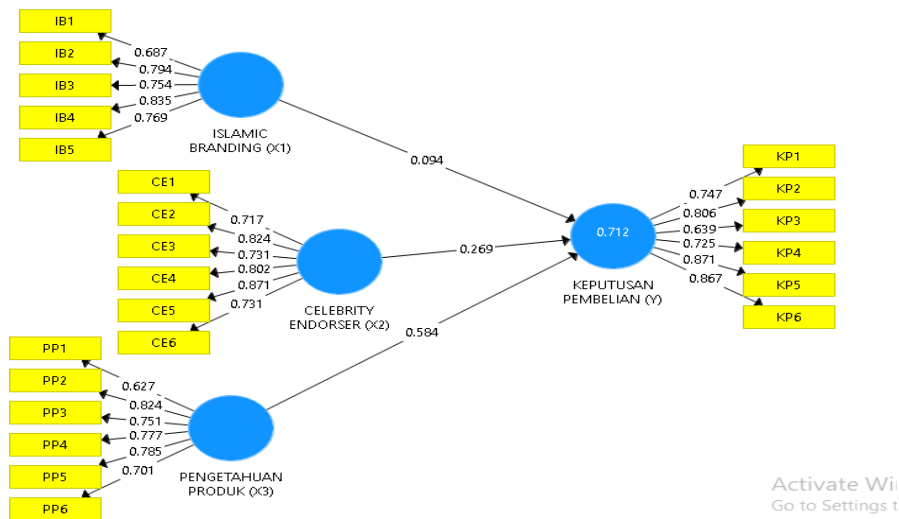 IB1
IB2
IB3
IB4
IB5
0.687
0.794
0.754
0.835
0.769
ISLAMIC
BRANDING (X1)
0.094
CE1
CE2
CE3
CE4
CE5
CE6
0.717
0.824
0.731
0.802
0.871
0.731
CELEBRITY
ENDORSER (X2)
0.269
PP1
PP2
PP3
PP4
PP5
PP6
0.627
0.824
0.751
0.777
0.785
0.701
PENGETAHUAN
PRODUK (X3)
0.584
0.712
KEPUTUSAN
PEMBELIAN (Y)
0.747
0.806
0.639
0.725
0.871
0.867
KP1
KP2
KP3
KP4
KP5
KP6
Activate Wi
Go to Settings t